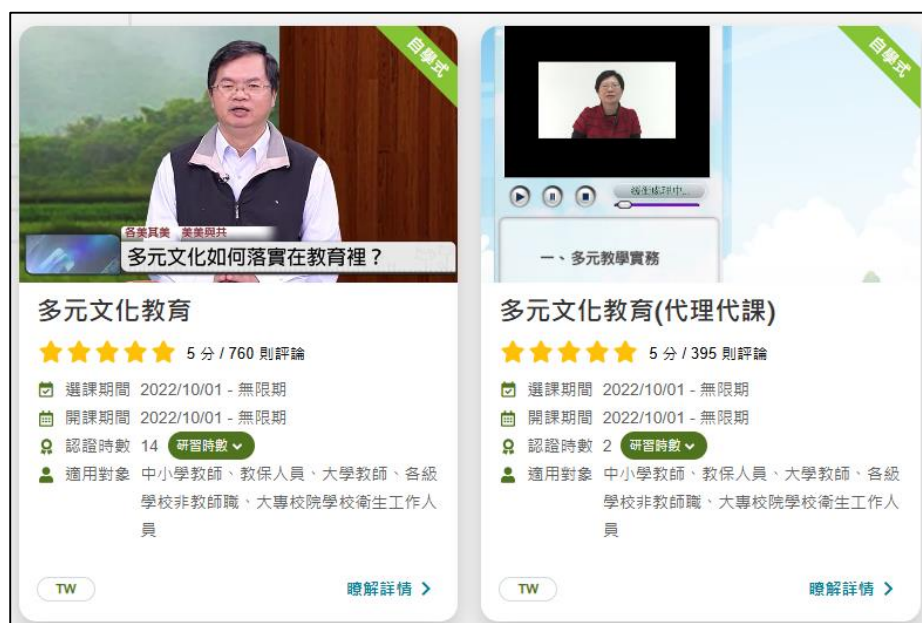 自學式
各美其美 美美與共
多元文化如何落實在教育裡？
多元文化教育
5 分 / 760 則評論
選課期間 2022/10/01 - 無限期
開課期間 2022/10/01 - 無限期
認證時數 14 研習時數
適用對象 中小學教師、教保人員、大學教師、各級
學校非教師職、大專校院學校衛生工作人
員
TW
瞭解詳情
自學式
緩衝處理中...
一、多元教學實務
多元文化教育(代理代課)
5 分 / 395 則評論
選課期間 2022/10/01 - 無限期
開課期間 2022/10/01 - 無限期
認證時數 2 研習時數
適用對象 中小學教師、教保人員、大學教師、各級
學校非教師職、大專校院學校衛生工作人
員
TW
瞭解詳情